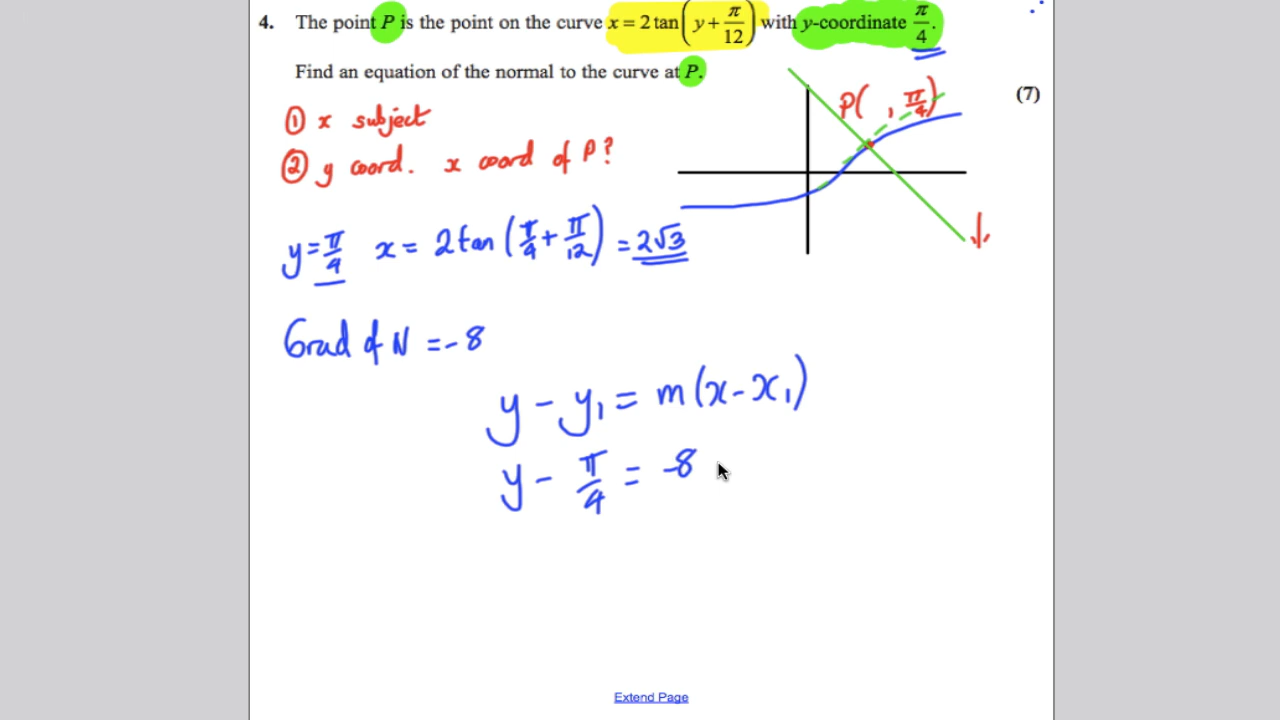 4. The point P is the point on the curve x = 2 tan(y + π/12) with y-coordinate π/4.
Find an equation of the normal to the curve at P.
(7)
P( , π/4)
① x subject
② y coord. x coord of P?
y = π/4 x = 2tan(π/4 + π/12) = 2√3
Grad of N = -8
y - y₁ = m(x - x₁)
y - π/4 = -8
Extend Page